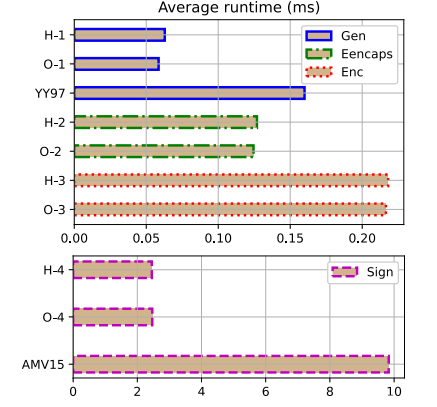 Average runtime (ms)
H-1
O-1
YY97
H-2
O-2
H-3
O-3
Gen
Eencaps
Enc
0.00 0.05 0.10 0.15 0.20
H-4
O-4
AMV15
Sign
0 2 4 6 8 10